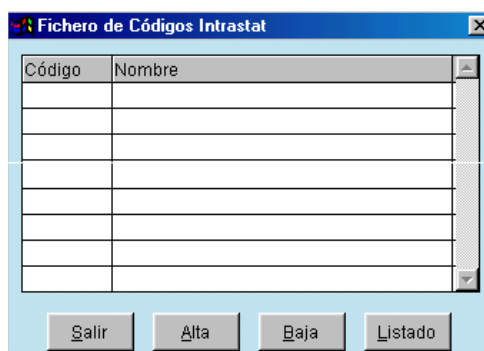 Fichero de Códigos Intrastat
Código Nombre
Salir Alta Baja Listado